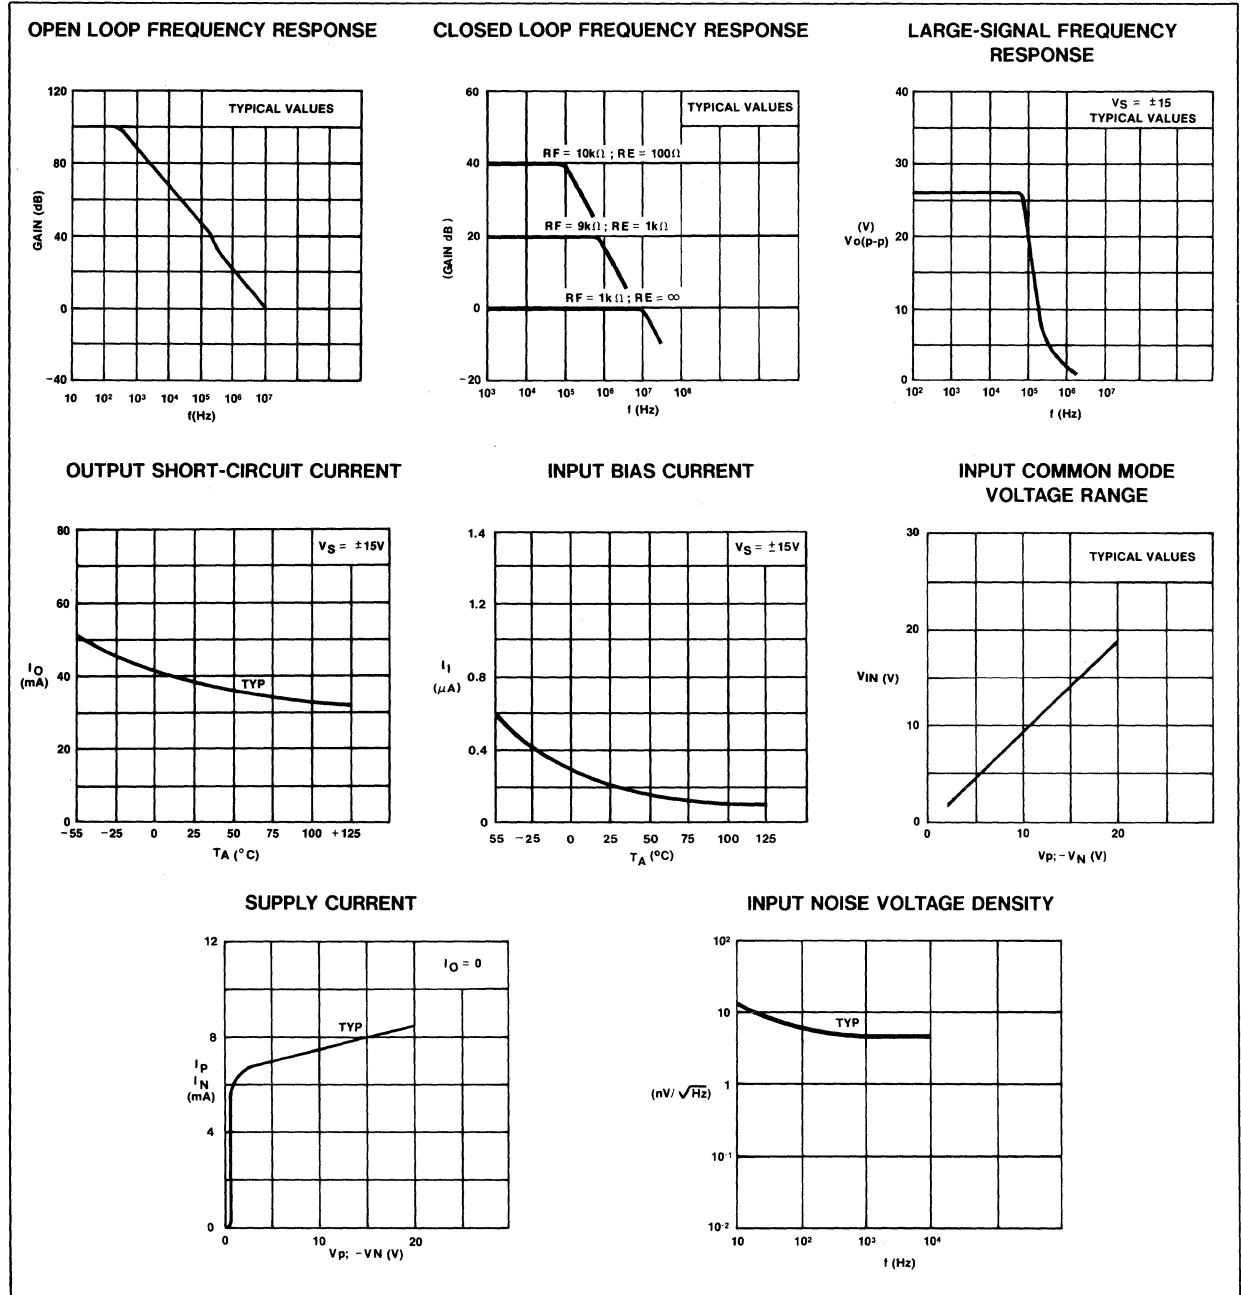 OPEN LOOP FREQUENCY RESPONSE
120
80
40
0
−40
GAIN (dB)
TYPICAL VALUES
10 10² 10³ 10⁴ 10⁵ 10⁶ 10⁷
f(Hz)
CLOSED LOOP FREQUENCY RESPONSE
60
40
20
0
−20
(GAIN dB)
TYPICAL VALUES
RF = 10kΩ ; RE = 100Ω
RF = 9kΩ ; RE = 1kΩ
RF = 1kΩ ; RE = ∞
10³ 10⁴ 10⁵ 10⁶ 10⁷ 10⁸
f (Hz)
LARGE-SIGNAL FREQUENCY
RESPONSE
40
30
20
10
0
(V)
Vo(p-p)
VS = ±15
TYPICAL VALUES
10² 10³ 10⁴ 10⁵ 10⁶ 10⁷
f (Hz)
OUTPUT SHORT-CIRCUIT CURRENT
80
60
40
20
0
IO
(mA)
VS = ±15V
TYP
−55 −25 0 25 50 75 100 +125
TA (°C)
INPUT BIAS CURRENT
1.4
1.2
0.8
0.4
0
I1
(μA)
VS = ±15V
55 −25 0 25 50 75 100 125
TA (°C)
INPUT COMMON MODE
VOLTAGE RANGE
30
20
10
0
VIN (V)
TYPICAL VALUES
0 10 20
Vp; −VN (V)
SUPPLY CURRENT
12
8
4
0
IP
IN
(mA)
IO = 0
TYP
0 10 20
Vp; −VN (V)
INPUT NOISE VOLTAGE DENSITY
10²
10
1
10⁻¹
10⁻²
(nV/√Hz)
TYP
10 10² 10³ 10⁴
f (Hz)